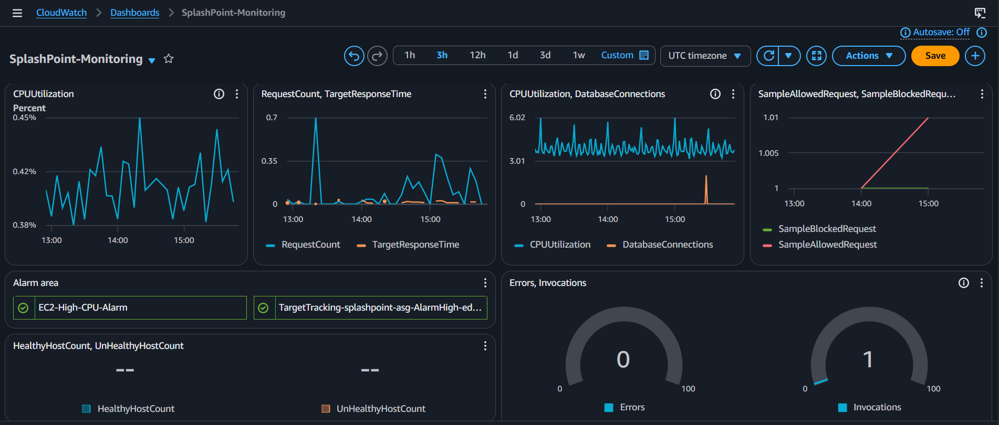 CloudWatch > Dashboards > SplashPoint-Monitoring
Autosave: Off
SplashPoint-Monitoring
1h 3h 12h 1d 3d 1w Custom
UTC timezone
Actions
Save
CPUUtilization
Percent
0.45%
0.42%
0.38%
13:00 14:00 15:00
RequestCount, TargetResponseTime
0.7
0.35
0
13:00 14:00 15:00
RequestCount TargetResponseTime
CPUUtilization, DatabaseConnections
6.02
3.01
0
13:00 14:00 15:00
CPUUtilization DatabaseConnections
SampleAllowedRequest, SampleBlockedRequ...
1.01
1.005
1
13:00 14:00 15:00
SampleBlockedRequest
SampleAllowedRequest
Alarm area
EC2-High-CPU-Alarm
TargetTracking-splashpoint-asg-AlarmHigh-ed...
HealthyHostCount, UnHealthyHostCount
-- --
HealthyHostCount UnHealthyHostCount
Errors, Invocations
0
0 100
Errors
1
0 100
Invocations